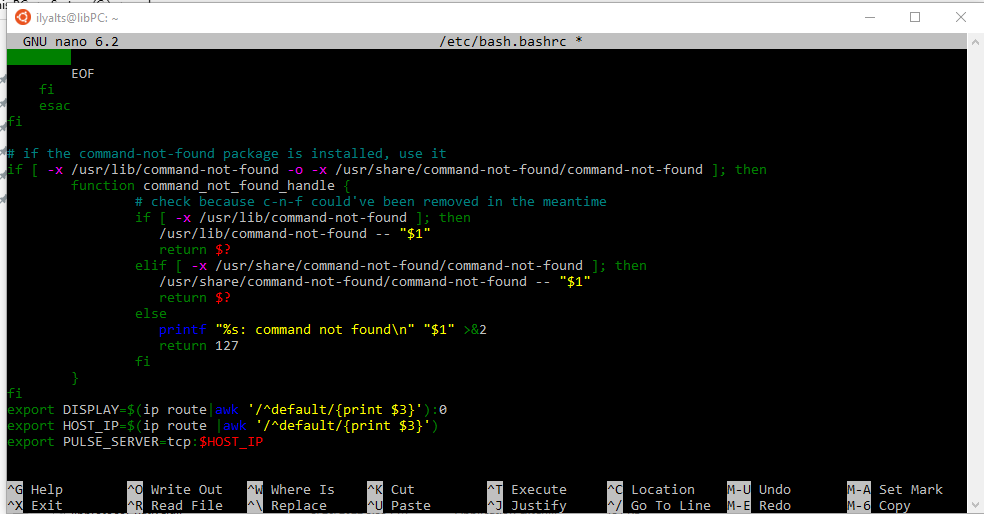 ilyalts@libPC: ~
GNU nano 6.2 /etc/bash.bashrc *
EOF
fi
esac
fi
# if the command-not-found package is installed, use it
if [ -x /usr/lib/command-not-found -o -x /usr/share/command-not-found/command-not-found ]; then
function command_not_found_handle {
# check because c-n-f could've been removed in the meantime
if [ -x /usr/lib/command-not-found ]; then
/usr/lib/command-not-found -- "$1"
return $?
elif [ -x /usr/share/command-not-found/command-not-found ]; then
/usr/share/command-not-found/command-not-found -- "$1"
return $?
else
printf "%s: command not found\n" "$1" >&2
return 127
fi
}
fi
export DISPLAY=$(ip route|awk '/^default/{print $3}'):0
export HOST_IP=$(ip route |awk '/^default/{print $3}')
export PULSE_SERVER=tcp:$HOST_IP
^G Help ^O Write Out ^W Where Is ^K Cut ^T Execute ^C Location M-U Undo M-A Set Mark
^X Exit ^R Read File ^\ Replace ^U Paste ^J Justify ^/ Go To Line M-E Redo M-6 Copy